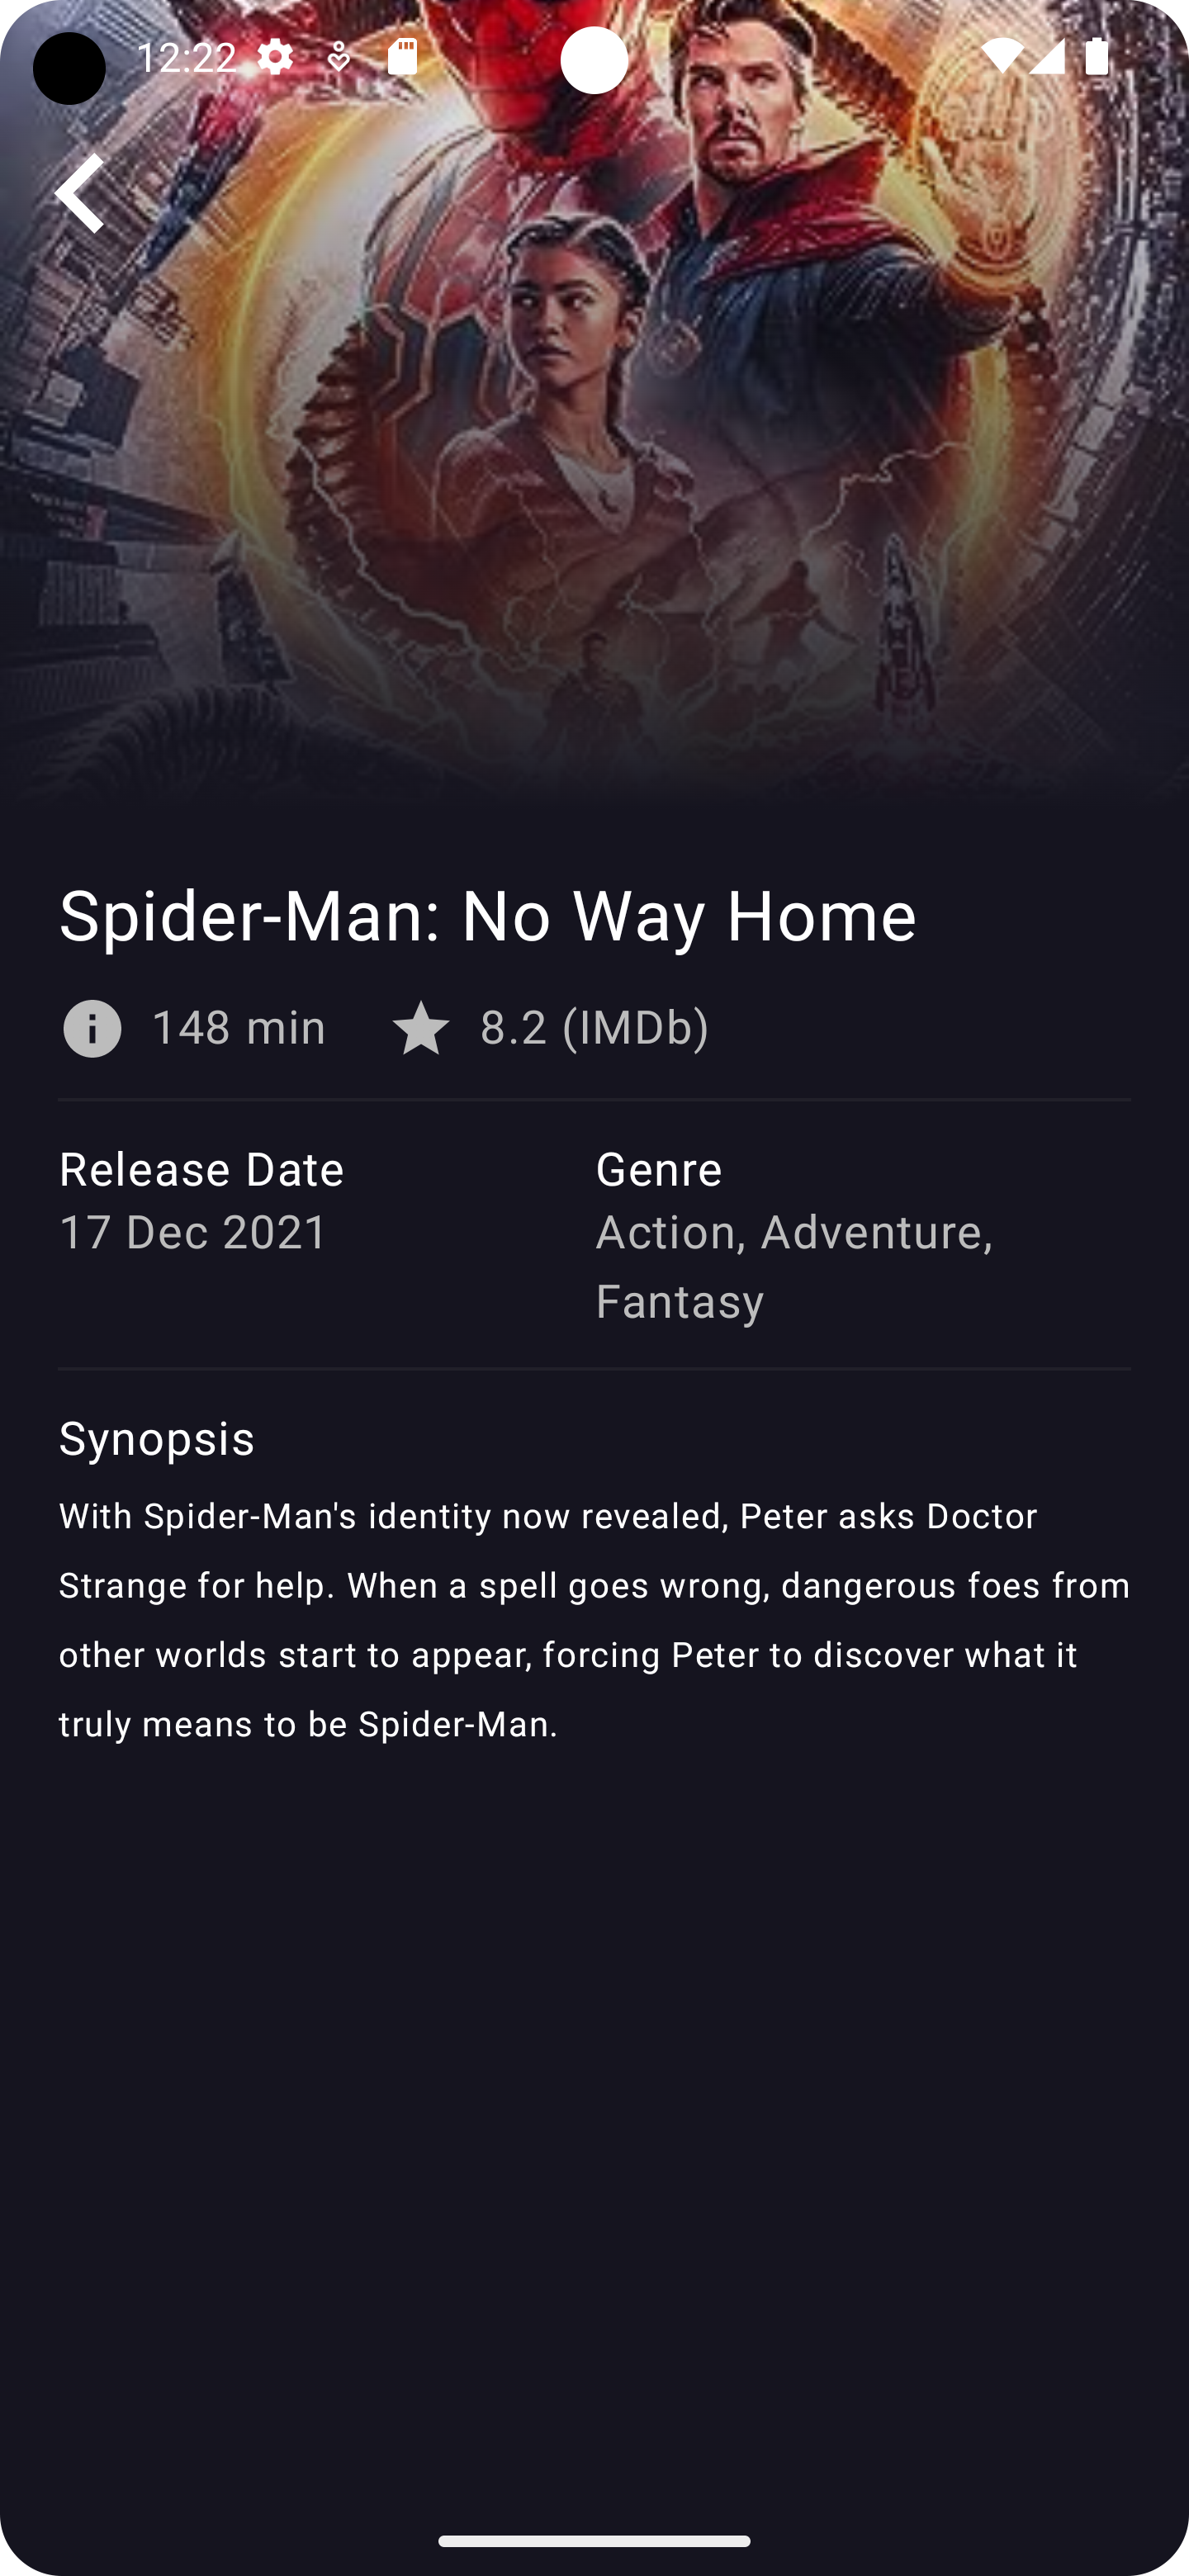 12:22
Spider-Man: No Way Home
148 min 8.2 (IMDb)
Release Date
17 Dec 2021
Genre
Action, Adventure,
Fantasy
Synopsis
With Spider-Man's identity now revealed, Peter asks Doctor
Strange for help. When a spell goes wrong, dangerous foes from
other worlds start to appear, forcing Peter to discover what it
truly means to be Spider-Man.